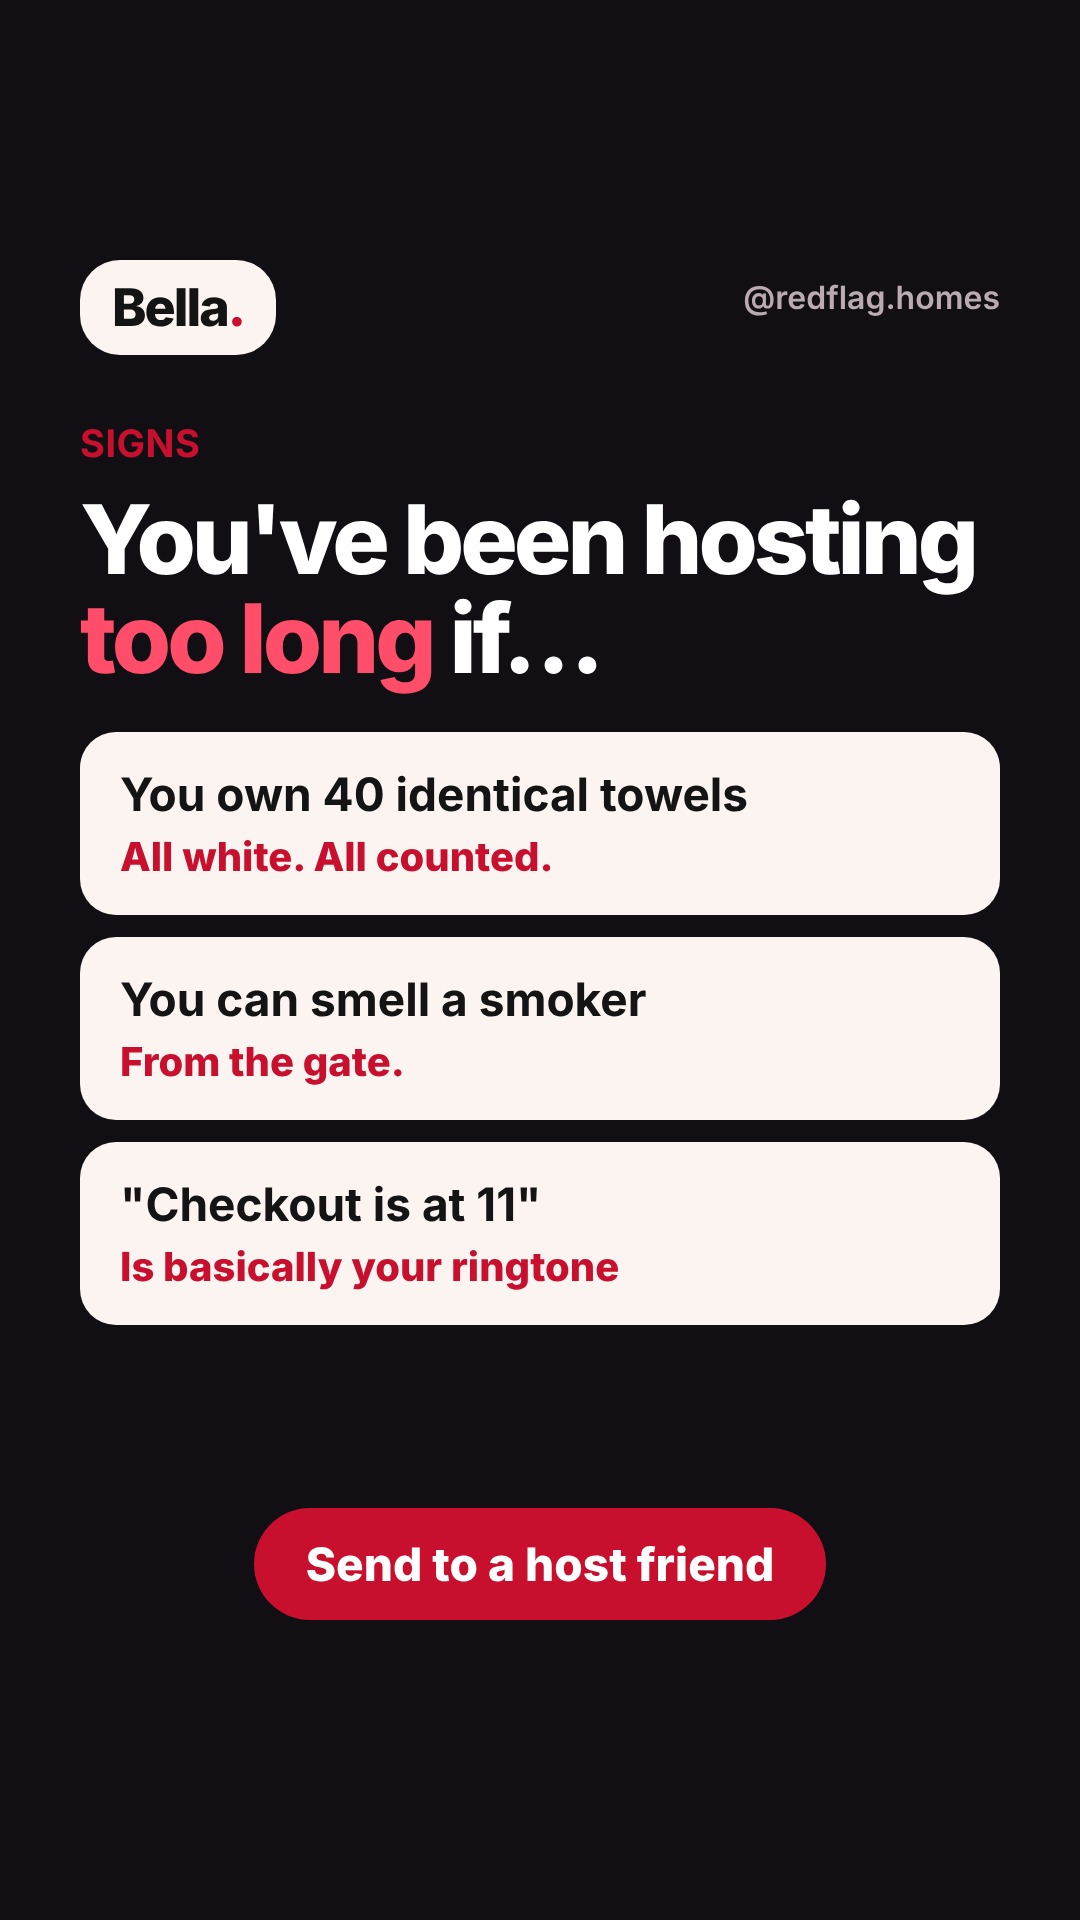 Bella.
@redflag.homes
SIGNS
You've been hosting
too long if...
You own 40 identical towels
All white. All counted.
You can smell a smoker
From the gate.
"Checkout is at 11"
Is basically your ringtone
Send to a host friend